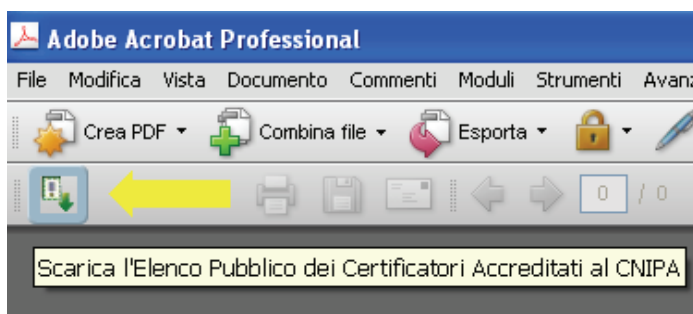 Adobe Acrobat Professional
File Modifica Vista Documento Commenti Moduli Strumenti Avanz
Crea PDF Combina file Esporta
0 / 0
Scarica l'Elenco Pubblico dei Certificatori Accreditati al CNIPA